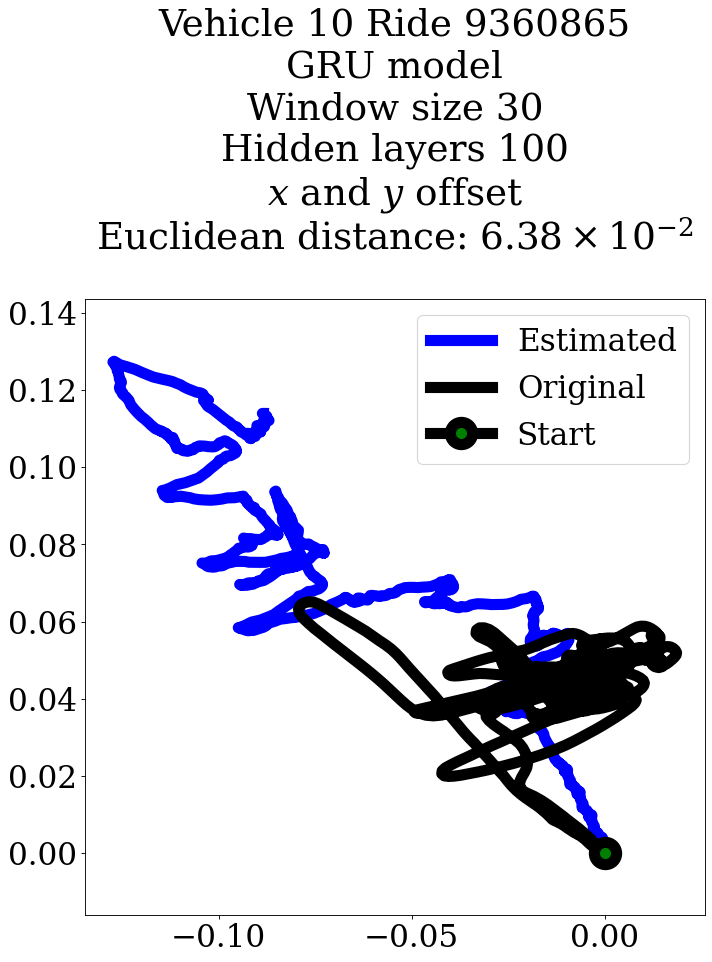 Vehicle 10 Ride 9360865
GRU model
Window size 30
Hidden layers 100
x and y offset
Euclidean distance: 6.38 × 10⁻²
0.14
0.12
0.10
0.08
0.06
0.04
0.02
0.00
Estimated
Original
Start
−0.10
−0.05
0.00